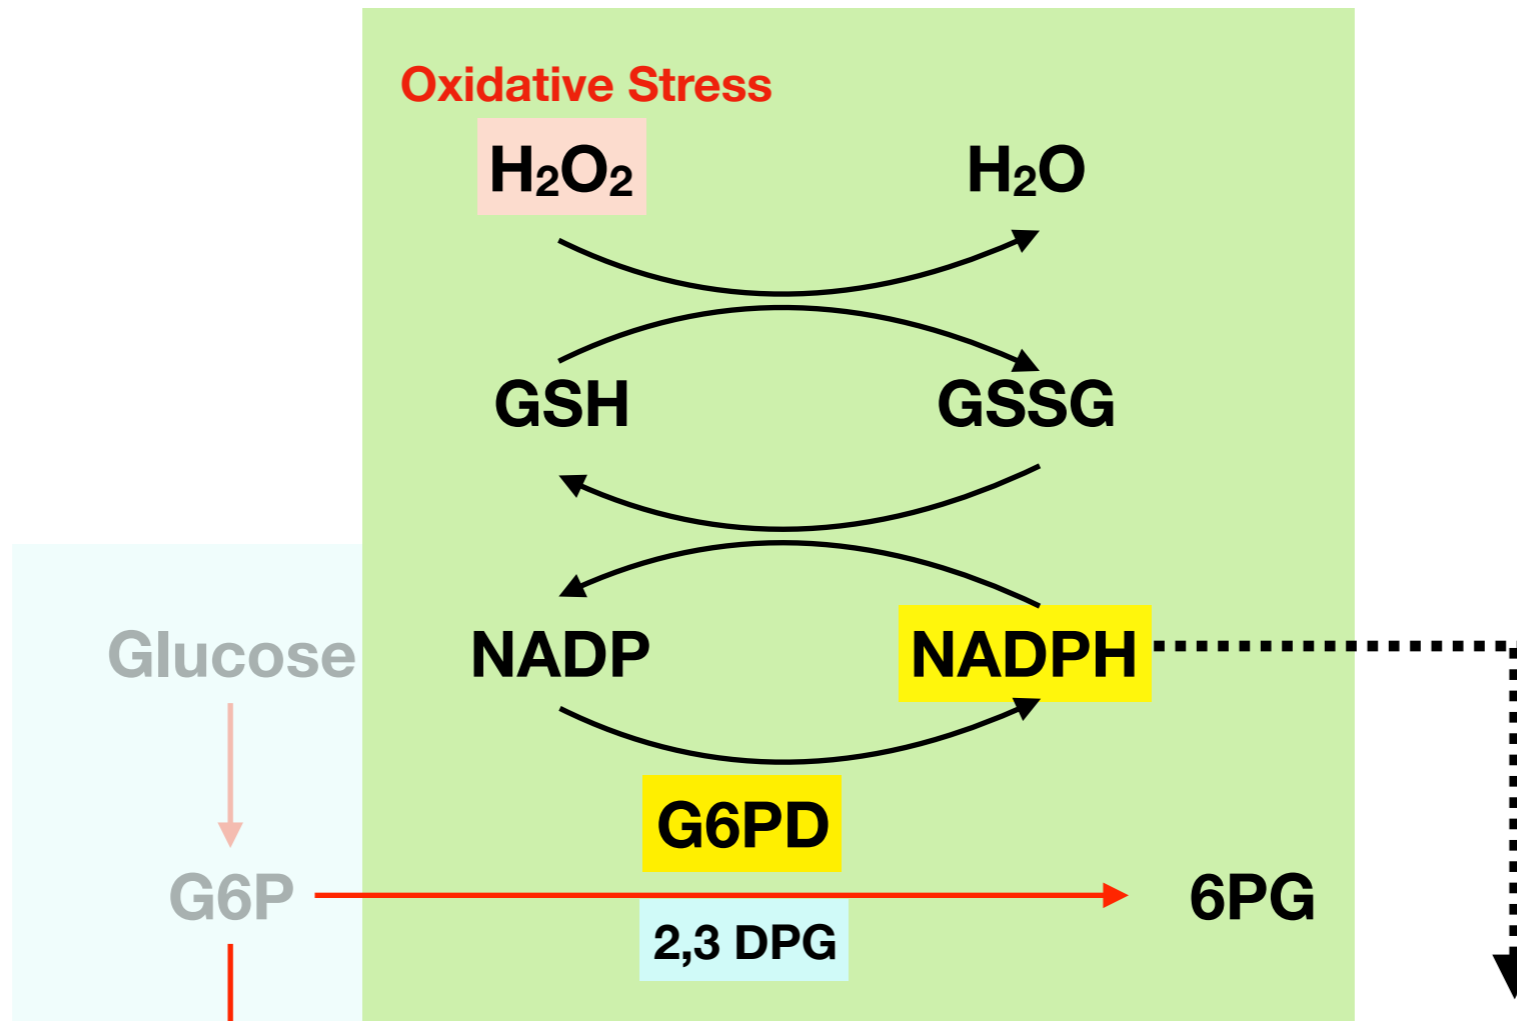 Oxidative Stress
H₂O₂ H₂O
GSH GSSG
Glucose NADP NADPH
G6PD
G6P 6PG
2,3 DPG